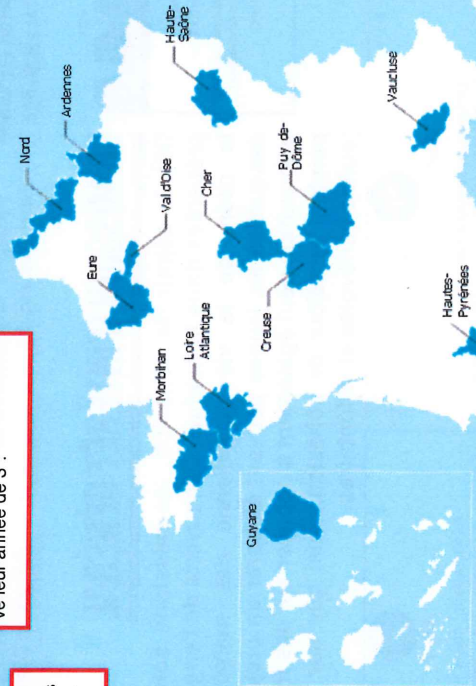 ve leur année de 3
s
Nord
Ardennes
Haute-
Saône
Eure
Val d'Oise
Morbihan
Loire
Atlantique
Cher
Creuse
Puy de-
Dôme
Vaucluse
Hautes-
Pyrénées
Guyane